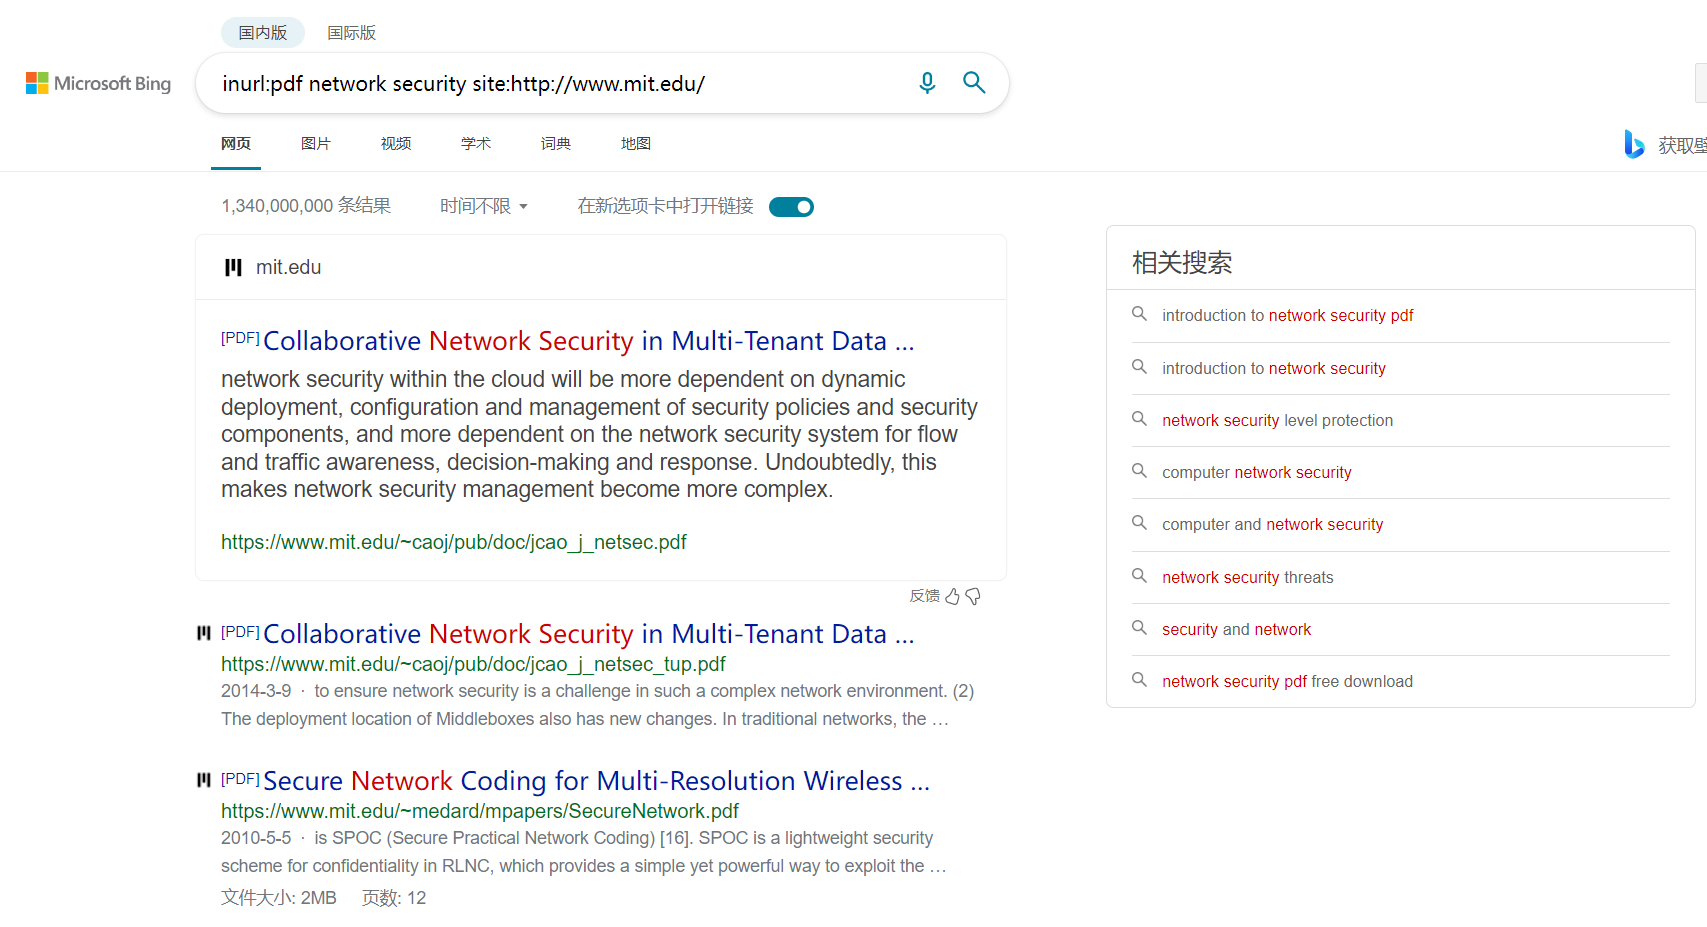 国内版
国际版
Microsoft Bing
inurl:pdf network security site:http://www.mit.edu/
网页
图片
视频
学术
词典
地图
获取壁
1,340,000,000 条结果
时间不限
在新选项卡中打开链接
mit.edu
[PDF] Collaborative Network Security in Multi-Tenant Data ...
network security within the cloud will be more dependent on dynamic
deployment, configuration and management of security policies and security
components, and more dependent on the network security system for flow
and traffic awareness, decision-making and response. Undoubtedly, this
makes network security management become more complex.
https://www.mit.edu/~caoj/pub/doc/jcao_j_netsec.pdf
反馈
[PDF] Collaborative Network Security in Multi-Tenant Data ...
https://www.mit.edu/~caoj/pub/doc/jcao_j_netsec_tup.pdf
2014-3-9 · to ensure network security is a challenge in such a complex network environment. (2)
The deployment location of Middleboxes also has new changes. In traditional networks, the …
[PDF] Secure Network Coding for Multi-Resolution Wireless ...
https://www.mit.edu/~medard/mpapers/SecureNetwork.pdf
2010-5-5 · is SPOC (Secure Practical Network Coding) [16]. SPOC is a lightweight security
scheme for confidentiality in RLNC, which provides a simple yet powerful way to exploit the …
文件大小: 2MB 页数: 12
相关搜索
introduction to network security pdf
introduction to network security
network security level protection
computer network security
computer and network security
network security threats
security and network
network security pdf free download